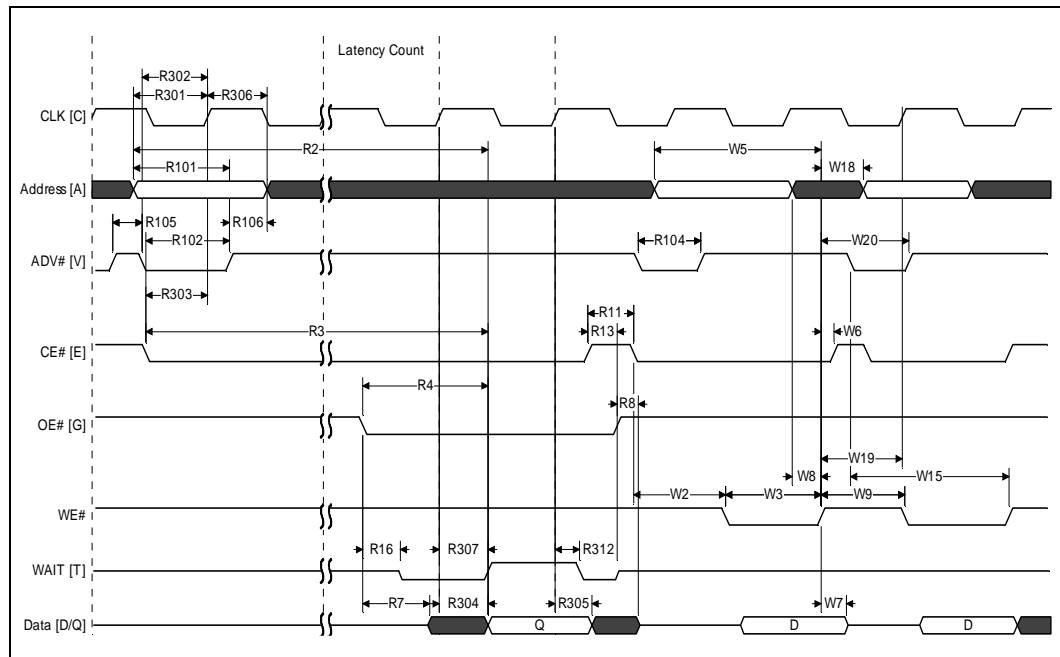 Latency Count
R302
R301 R306
CLK [C]
R2 W5
R101 W18
Address [A]
R105 R106
R102 R104 W20
ADV# [V]
R303
R11
R3 R13 W6
CE# [E]
R4 R8
OE# [G]
W19
W8 W15
W2 W3 W9
WE#
R16 R307 R312
WAIT [T]
R7 R304 R305 W7
Data [D/Q] Q D D